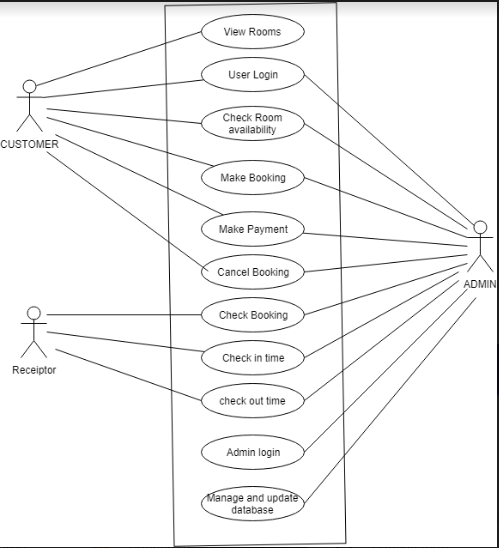 View Rooms
User Login
Check Room
availability
CUSTOMER
Make Booking
Make Payment
ADMIN
Cancel Booking
Check Booking
Check in time
Receiptor
check out time
Admin login
Manage and update
database